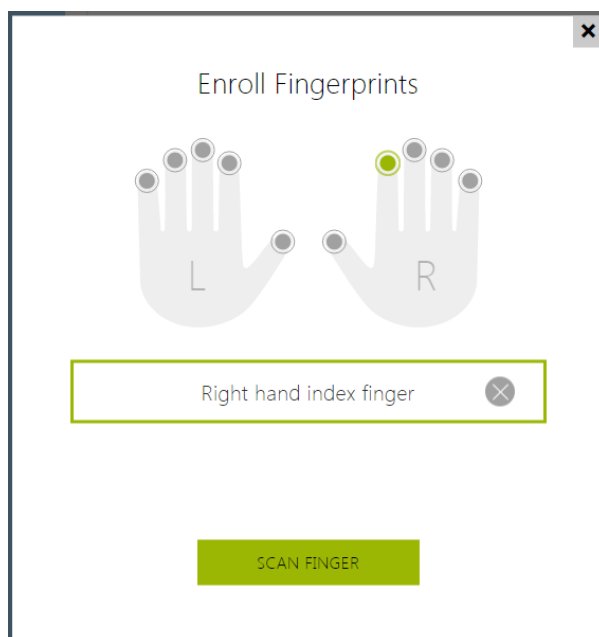 Enroll Fingerprints
L
R
Right hand index finger
SCAN FINGER